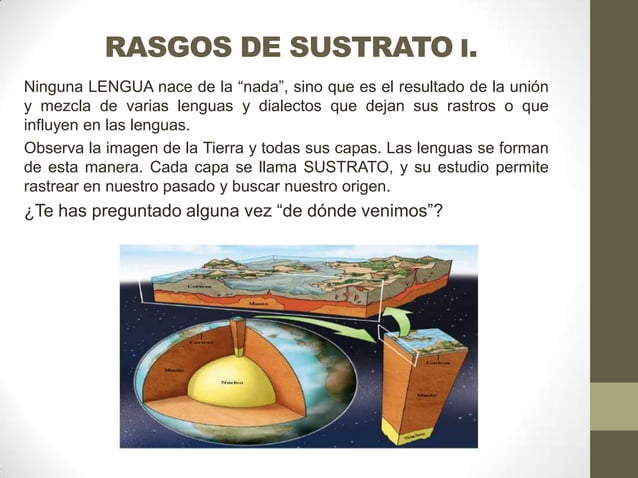 RASGOS DE SUSTRATO I.
Ninguna LENGUA nace de la “nada”, sino que es el resultado de la unión
y mezcla de varias lenguas y dialectos que dejan sus rastros o que
influyen en las lenguas.
Observa la imagen de la Tierra y todas sus capas. Las lenguas se forman
de esta manera. Cada capa se llama SUSTRATO, y su estudio permite
rastrear en nuestro pasado y buscar nuestro origen.
¿Te has preguntado alguna vez “de dónde venimos”?
Corteza
Manto
Corteza
Manto
Núcleo
Corteza
Manto
Núcleo